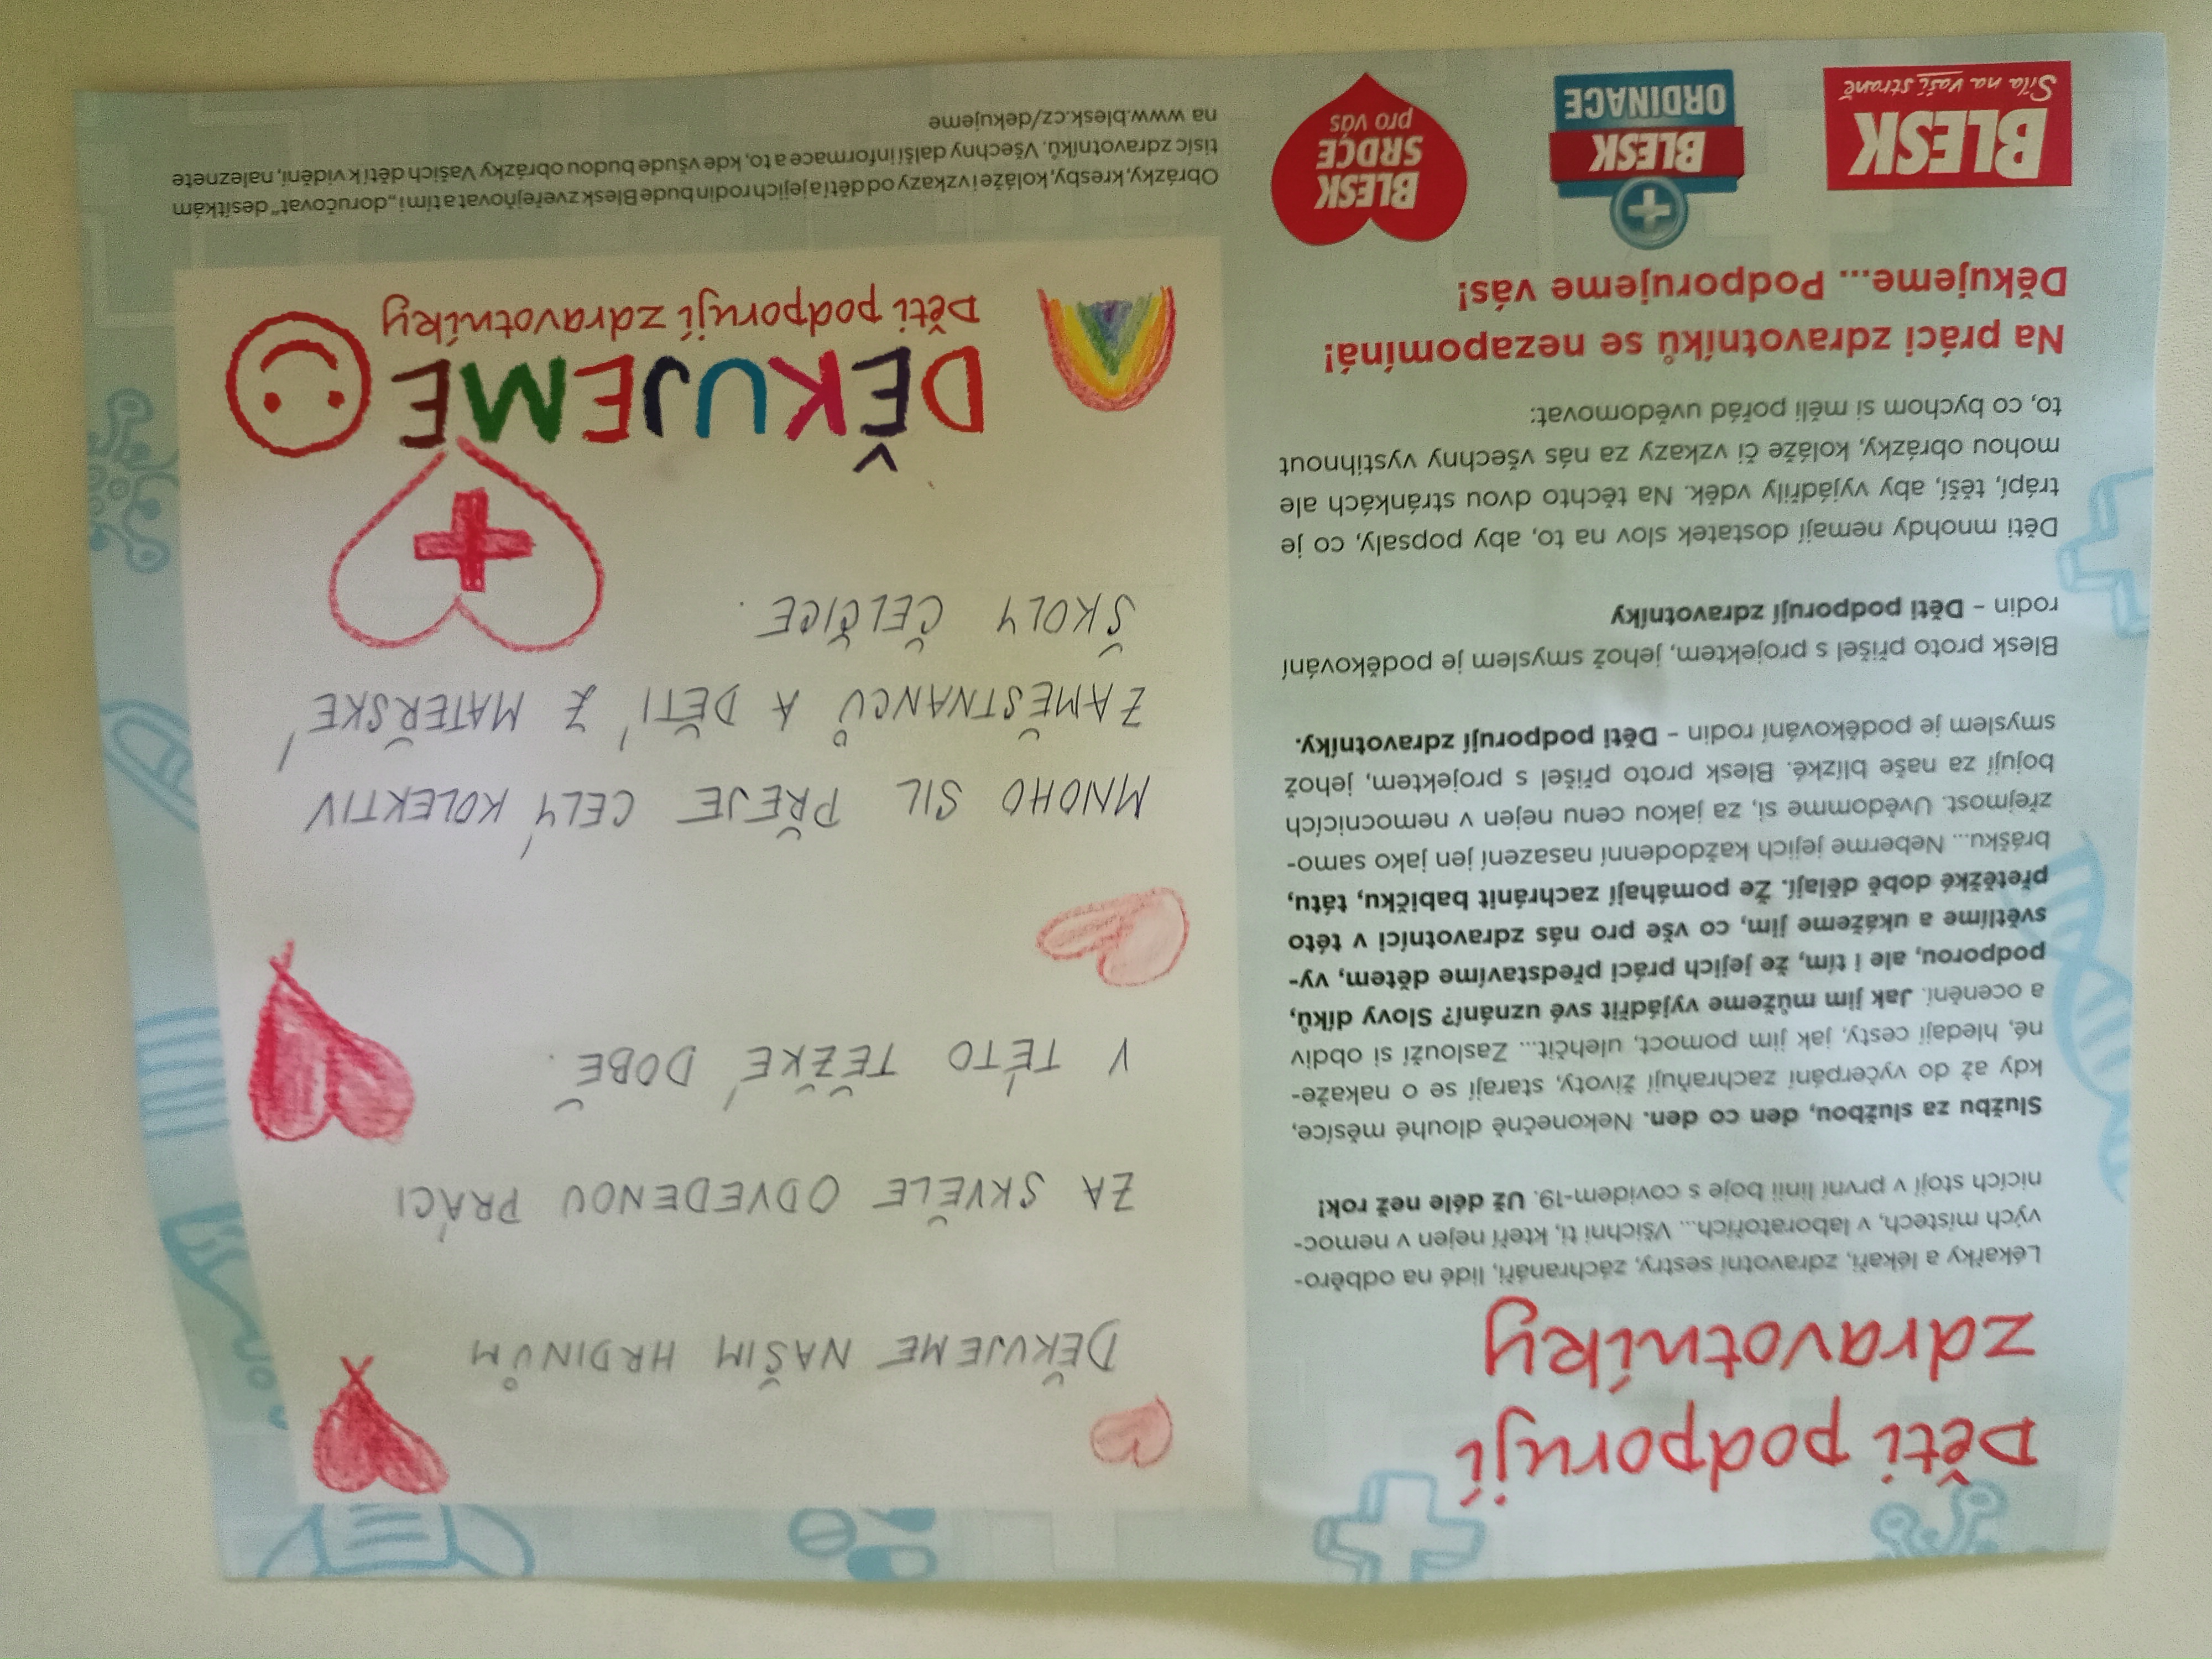 Děti podporují
zdravotníky
Lékařky a lékaři, zdravotní sestry, záchranáři, lidé na odběro-
vých místech, v laboratořích... Všichni ti, kteří nejen v nemoc-
nicích stojí v první linii boje s covidem-19. Už déle než rok!
Službu za službou, den co den. Nekonečně dlouhé měsíce,
kdy až do vyčerpání zachraňují životy, starají se o nakaže-
né, hledají cesty, jak jim pomoct, ulehčit... Zaslouží si obdiv
a ocenění. Jak jim můžeme vyjádřit své uznání? Slovy díků,
podporou, ale i tím, že jejich práci představíme dětem, vy-
světlíme a ukážeme jim, co vše pro nás zdravotníci v této
přetěžké době dělají. Že pomáhají zachránit babičku, tátu,
brášku... Neberme jejich každodenní nasazení jen jako samo-
zřejmost. Uvědomme si, za jakou cenu nejen v nemocnicích
bojují za naše blízké. Blesk proto přišel s projektem, jehož
smyslem je poděkování rodin – Děti podporují zdravotníky.
Blesk proto přišel s projektem, jehož smyslem je poděkování
rodin – Děti podporují zdravotníky
Děti mnohdy nemají dostatek slov na to, aby popsaly, co je
trápí, těší, aby vyjádřily vděk. Na těchto dvou stránkách ale
mohou obrázky, koláže či vzkazy za nás všechny vystihnout
to, co bychom si měli pořád uvědomovat:
Na práci zdravotníků se nezapomíná!
Děkujeme... Podporujeme vás!
BLESK
Síla na vaší straně
BLESK
ORDINACE
BLESK
SRDCE
pro vás
DĚKUJEME NAŠIM HRDINŮM
ZA SKVĚLE ODVEDENOU PRÁCI
V TÉTO TĚŽKÉ DOBĚ.
MNOHO SIL PŘEJE CELÝ KOLEKTIV
ZAMĚSTNANCŮ A DĚTÍ Z MATEŘSKÉ
ŠKOLY ČELČICE.
DĚKUJEME
Děti podporují zdravotníky
Obrázky, kresby, koláže i vzkazy od dětí a jejich rodin bude Blesk zveřejňovat a tím i „doručovat“ desítkám
tisíc zdravotníků. Všechny další informace a to, kde všude budou obrázky Vašich dětí k vidění, naleznete
na www.blesk.cz/dekujeme